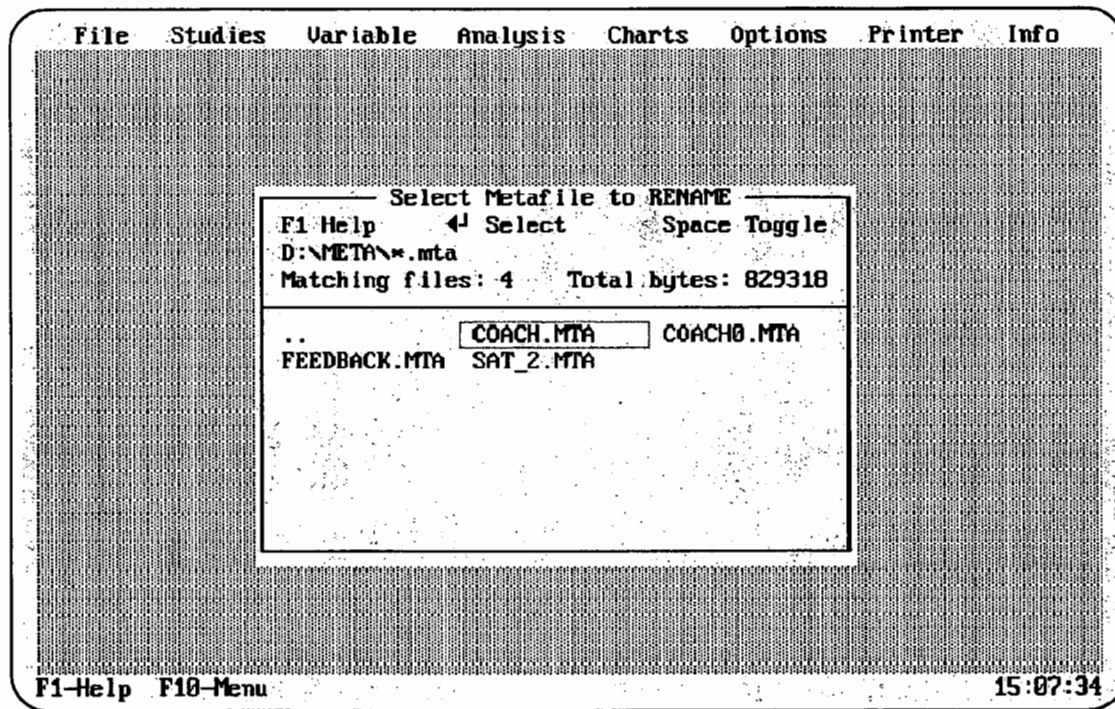 File Studies Variable Analysis Charts Options Printer Info
Select Metafile to RENAME
F1 Help ↵ Select Space Toggle
D:\META\*.mta
Matching files: 4 Total bytes: 829318
.. COACH.MTA COACH0.MTA
FEEDBACK.MTA SAT_2.MTA
F1-Help F10-Menu 15:07:34